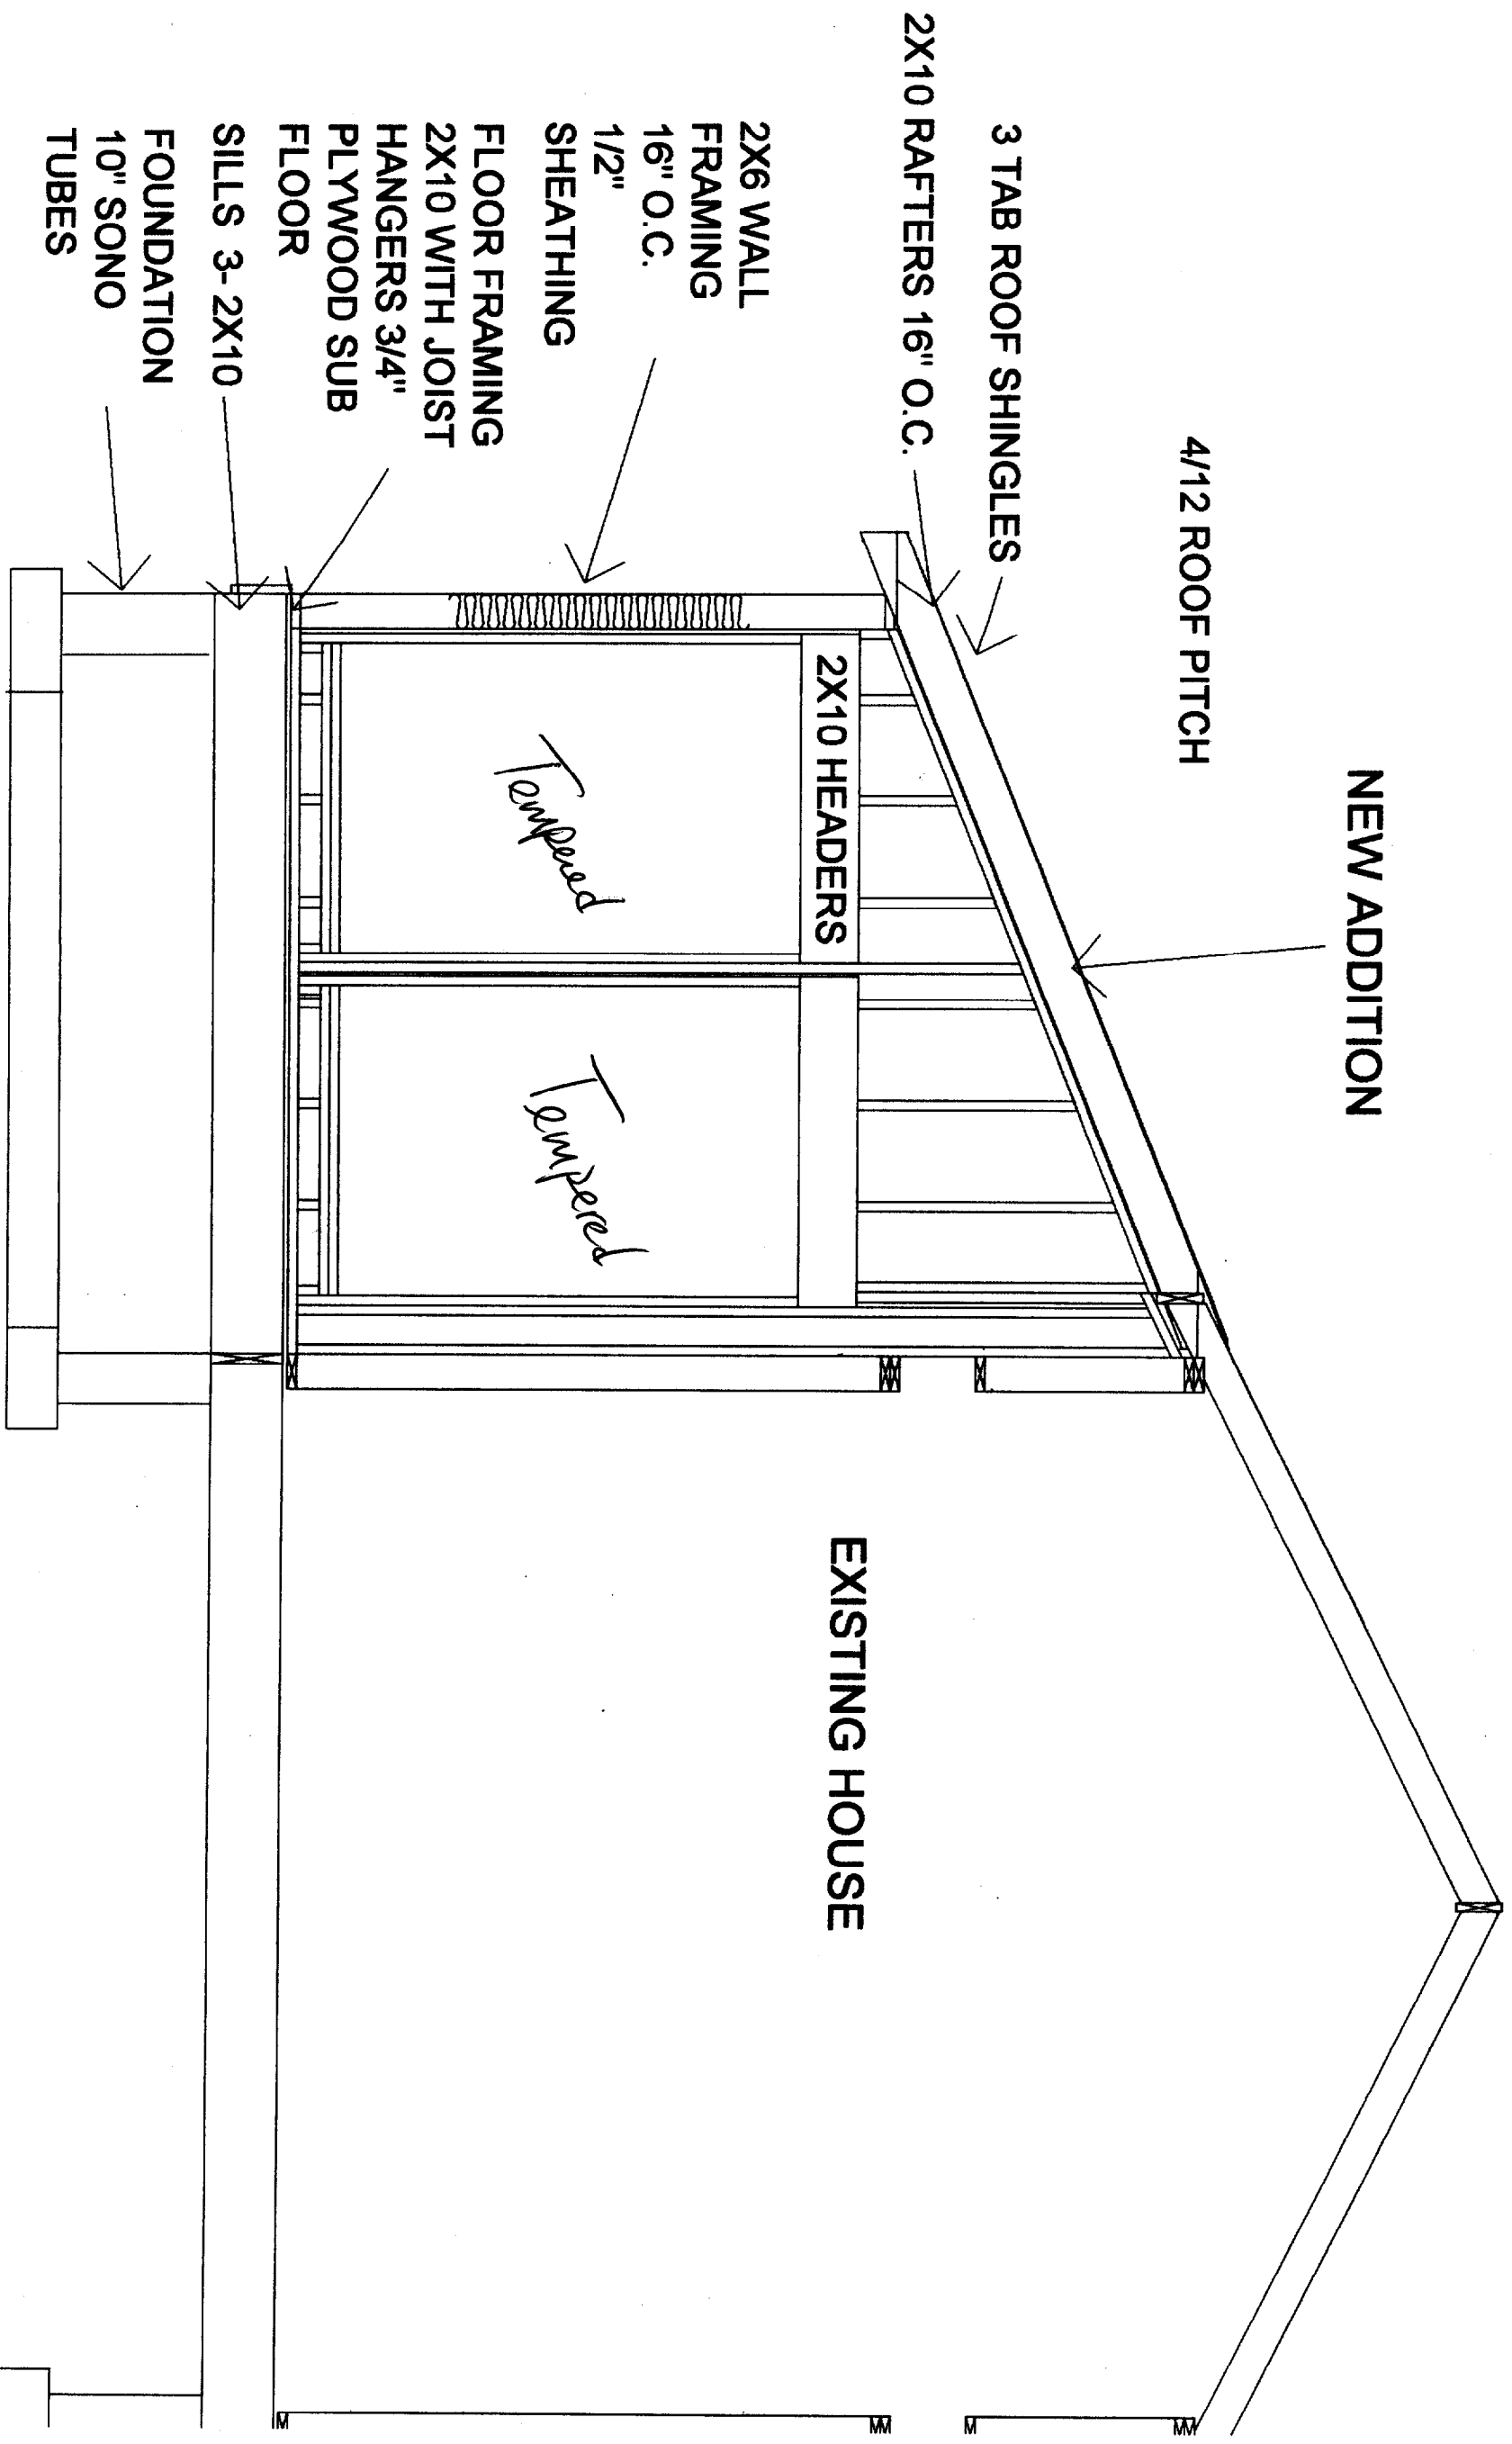 NEW ADDITION
4/12 ROOF PITCH
3 TAB ROOF SHINGLES
2X10 RAFTERS 16" O.C.
2X6 WALL
FRAMING
16" O.C.
1/2"
SHEATHING
FLOOR FRAMING
2X10 WITH JOIST
HANGERS 3/4"
PLYWOOD SUB
FLOOR
SILLS 3-2X10
FOUNDATION
10" SONO
TUBES
2X10 HEADERS
Tempered
Tempered
EXISTING HOUSE